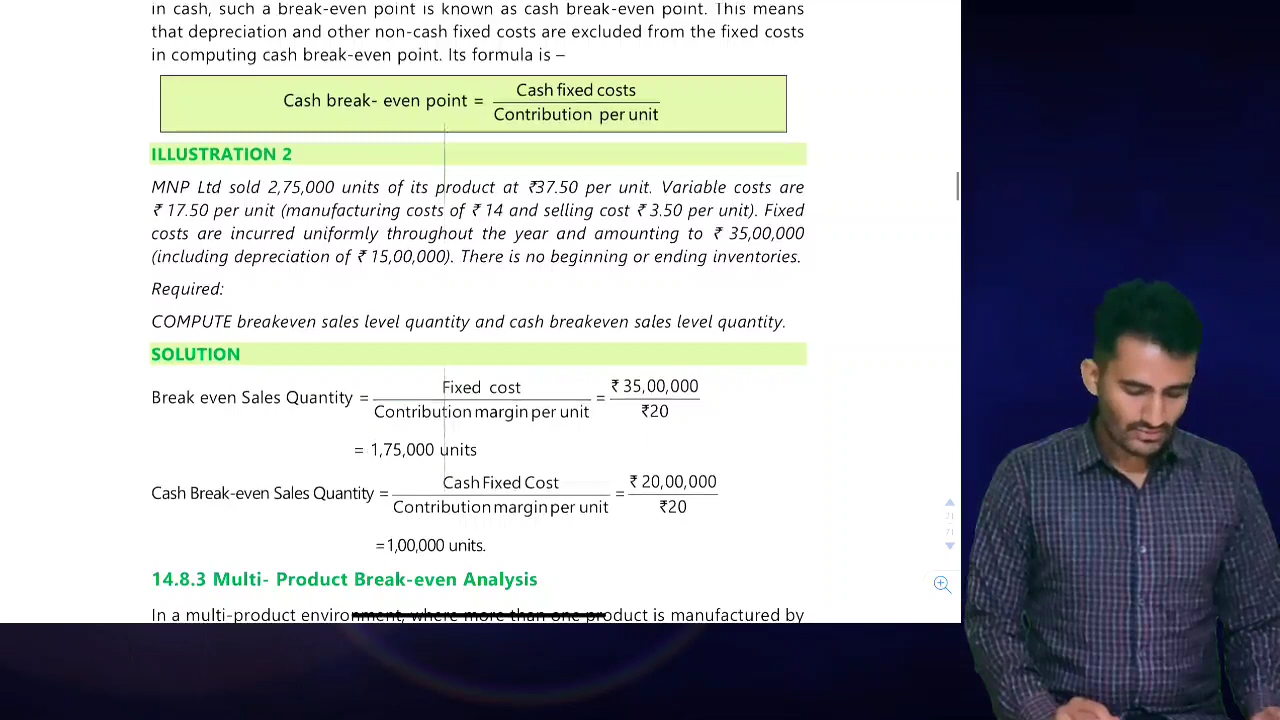 in cash, such a break-even point is known as cash break-even point. This means
that depreciation and other non-cash fixed costs are excluded from the fixed costs
in computing cash break-even point. Its formula is –
Cash break- even point = Cash fixed costs / Contribution per unit
ILLUSTRATION 2
MNP Ltd sold 2,75,000 units of its product at ₹37.50 per unit. Variable costs are
₹ 17.50 per unit (manufacturing costs of ₹ 14 and selling cost ₹ 3.50 per unit). Fixed
costs are incurred uniformly throughout the year and amounting to ₹ 35,00,000
(including depreciation of ₹ 15,00,000). There is no beginning or ending inventories.
Required:
COMPUTE breakeven sales level quantity and cash breakeven sales level quantity.
SOLUTION
Break even Sales Quantity = Fixed cost / Contribution margin per unit = ₹ 35,00,000 / ₹20
= 1,75,000 units
Cash Break-even Sales Quantity = Cash Fixed Cost / Contribution margin per unit = ₹ 20,00,000 / ₹20
= 1,00,000 units.
14.8.3 Multi- Product Break-even Analysis
In a multi-product environment, where more than one product is manufactured by